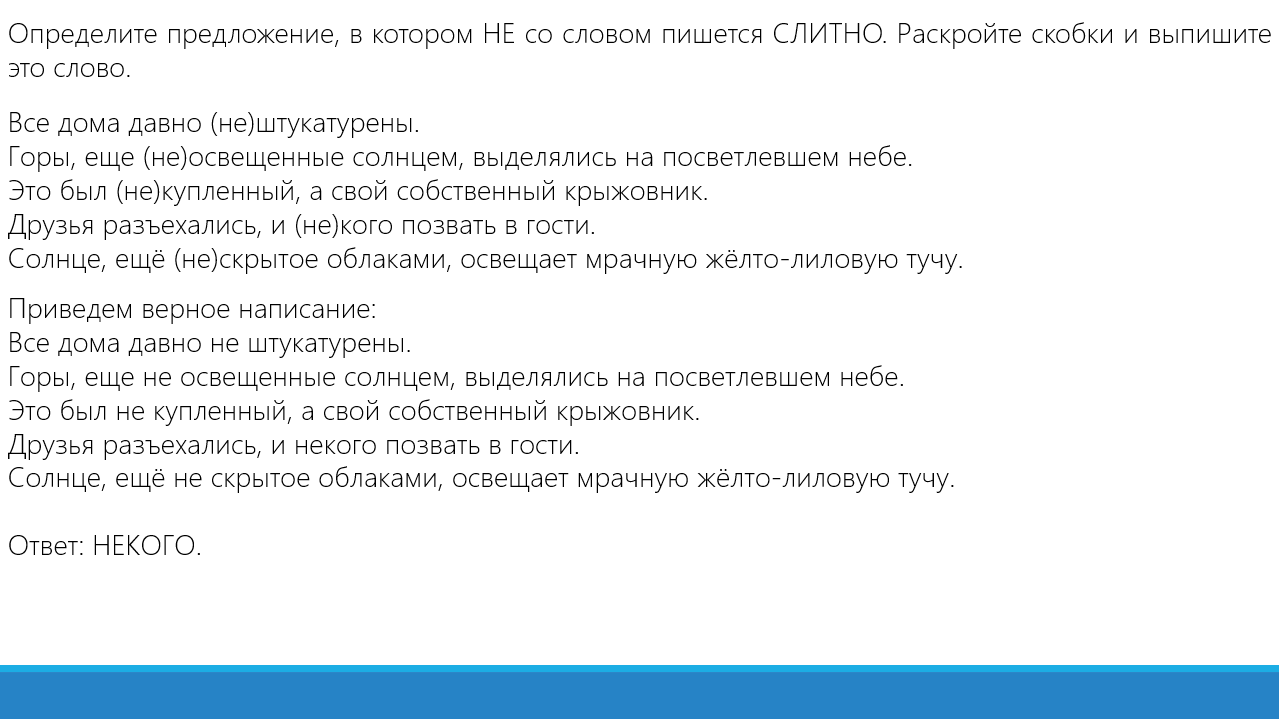 Определите предложение, в котором НЕ со словом пишется СЛИТНО. Раскройте скобки и выпишите
это слово.
Все дома давно (не)штукатурены.
Горы, еще (не)освещенные солнцем, выделялись на посветлевшем небе.
Это был (не)купленный, а свой собственный крыжовник.
Друзья разъехались, и (не)кого позвать в гости.
Солнце, ещё (не)скрытое облаками, освещает мрачную жёлто-лиловую тучу.
Приведем верное написание:
Все дома давно не штукатурены.
Горы, еще не освещенные солнцем, выделялись на посветлевшем небе.
Это был не купленный, а свой собственный крыжовник.
Друзья разъехались, и некого позвать в гости.
Солнце, ещё не скрытое облаками, освещает мрачную жёлто-лиловую тучу.
Ответ: НЕКОГО.